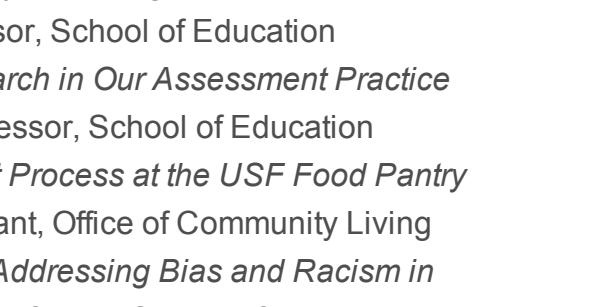 sor, School of Education
arch in Our Assessment Practice
essor, School of Education
t Process at the USF Food Pantry
ant, Office of Community Living
Addressing Bias and Racism in